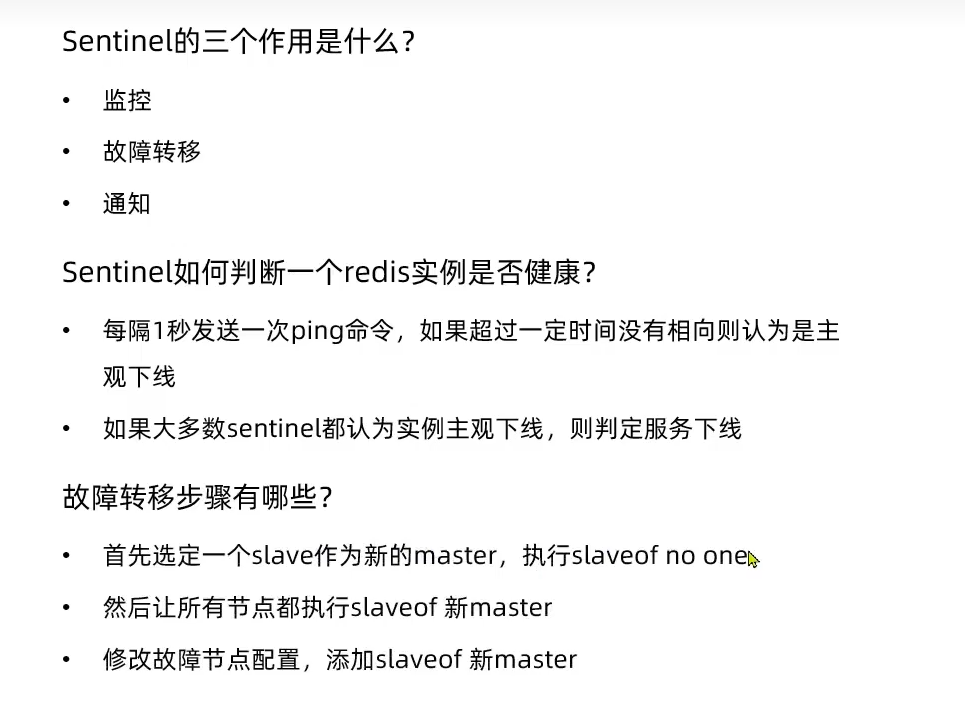 Sentinel的三个作用是什么？
• 监控
• 故障转移
• 通知
Sentinel如何判断一个redis实例是否健康？
• 每隔1秒发送一次ping命令，如果超过一定时间没有相向则认为是主
观下线
• 如果大多数sentinel都认为实例主观下线，则判定服务下线
故障转移步骤有哪些？
• 首先选定一个slave作为新的master，执行slaveof no one
• 然后让所有节点都执行slaveof 新master
• 修改故障节点配置，添加slaveof 新master